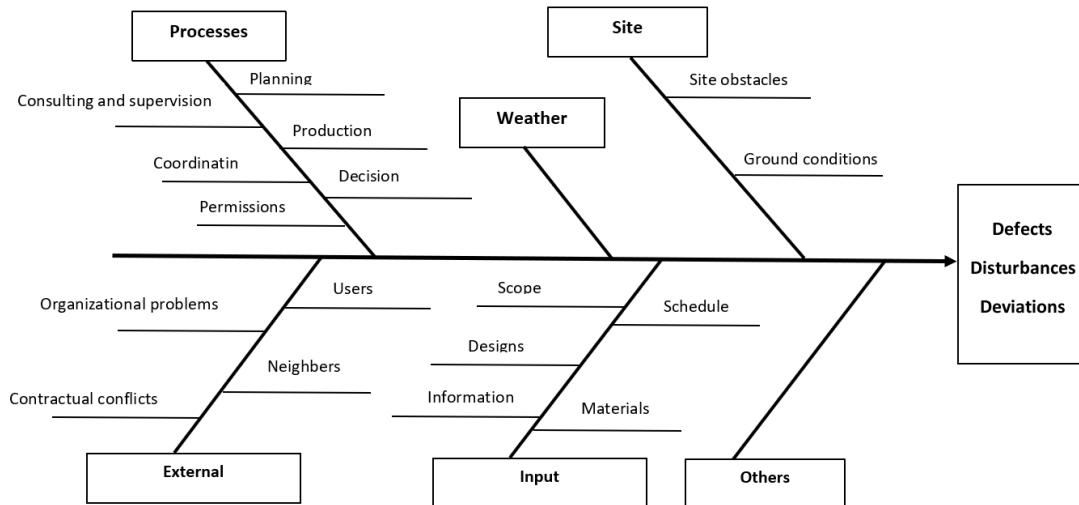 Processes
Site
Planning
Consulting and supervision
Site obstacles
Weather
Production
Ground conditions
Coordinatin
Decision
Permissions
Defects
Disturbances
Deviations
Users
Organizational problems
Scope
Schedule
Designs
Neighbers
Contractual conflicts
Information
Materials
External
Input
Others